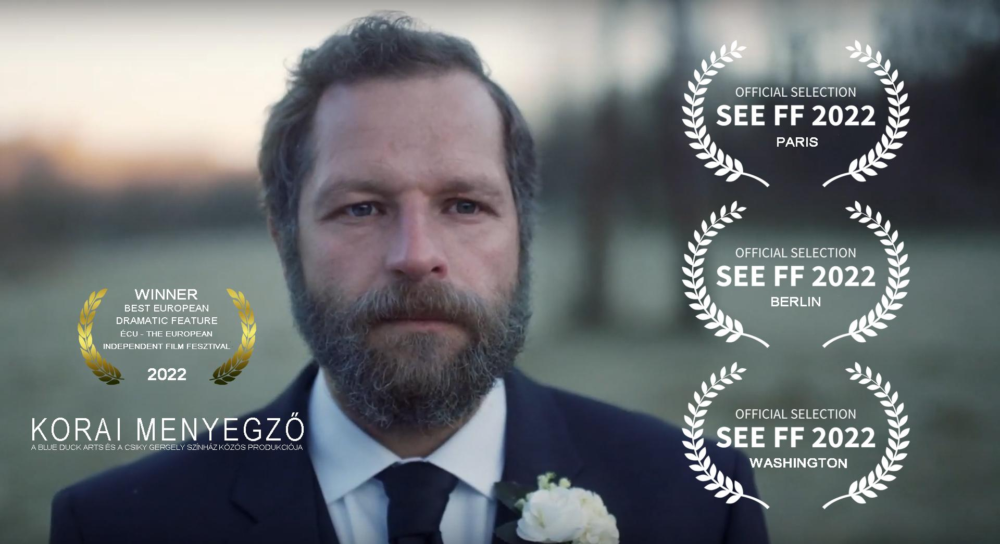 WINNER
BEST EUROPEAN
DRAMATIC FEATURE
ÉCU - THE EUROPEAN
INDEPENDENT FILM FESZTIVAL
2022
KORAI MENYEGZŐ
A BLUE DUCK ARTS ÉS A CSIKY GERGELY SZÍNHÁZ KÖZÖS PRODUKCIÓJA
OFFICIAL SELECTION
SEE FF 2022
PARIS
OFFICIAL SELECTION
SEE FF 2022
BERLIN
OFFICIAL SELECTION
SEE FF 2022
WASHINGTON